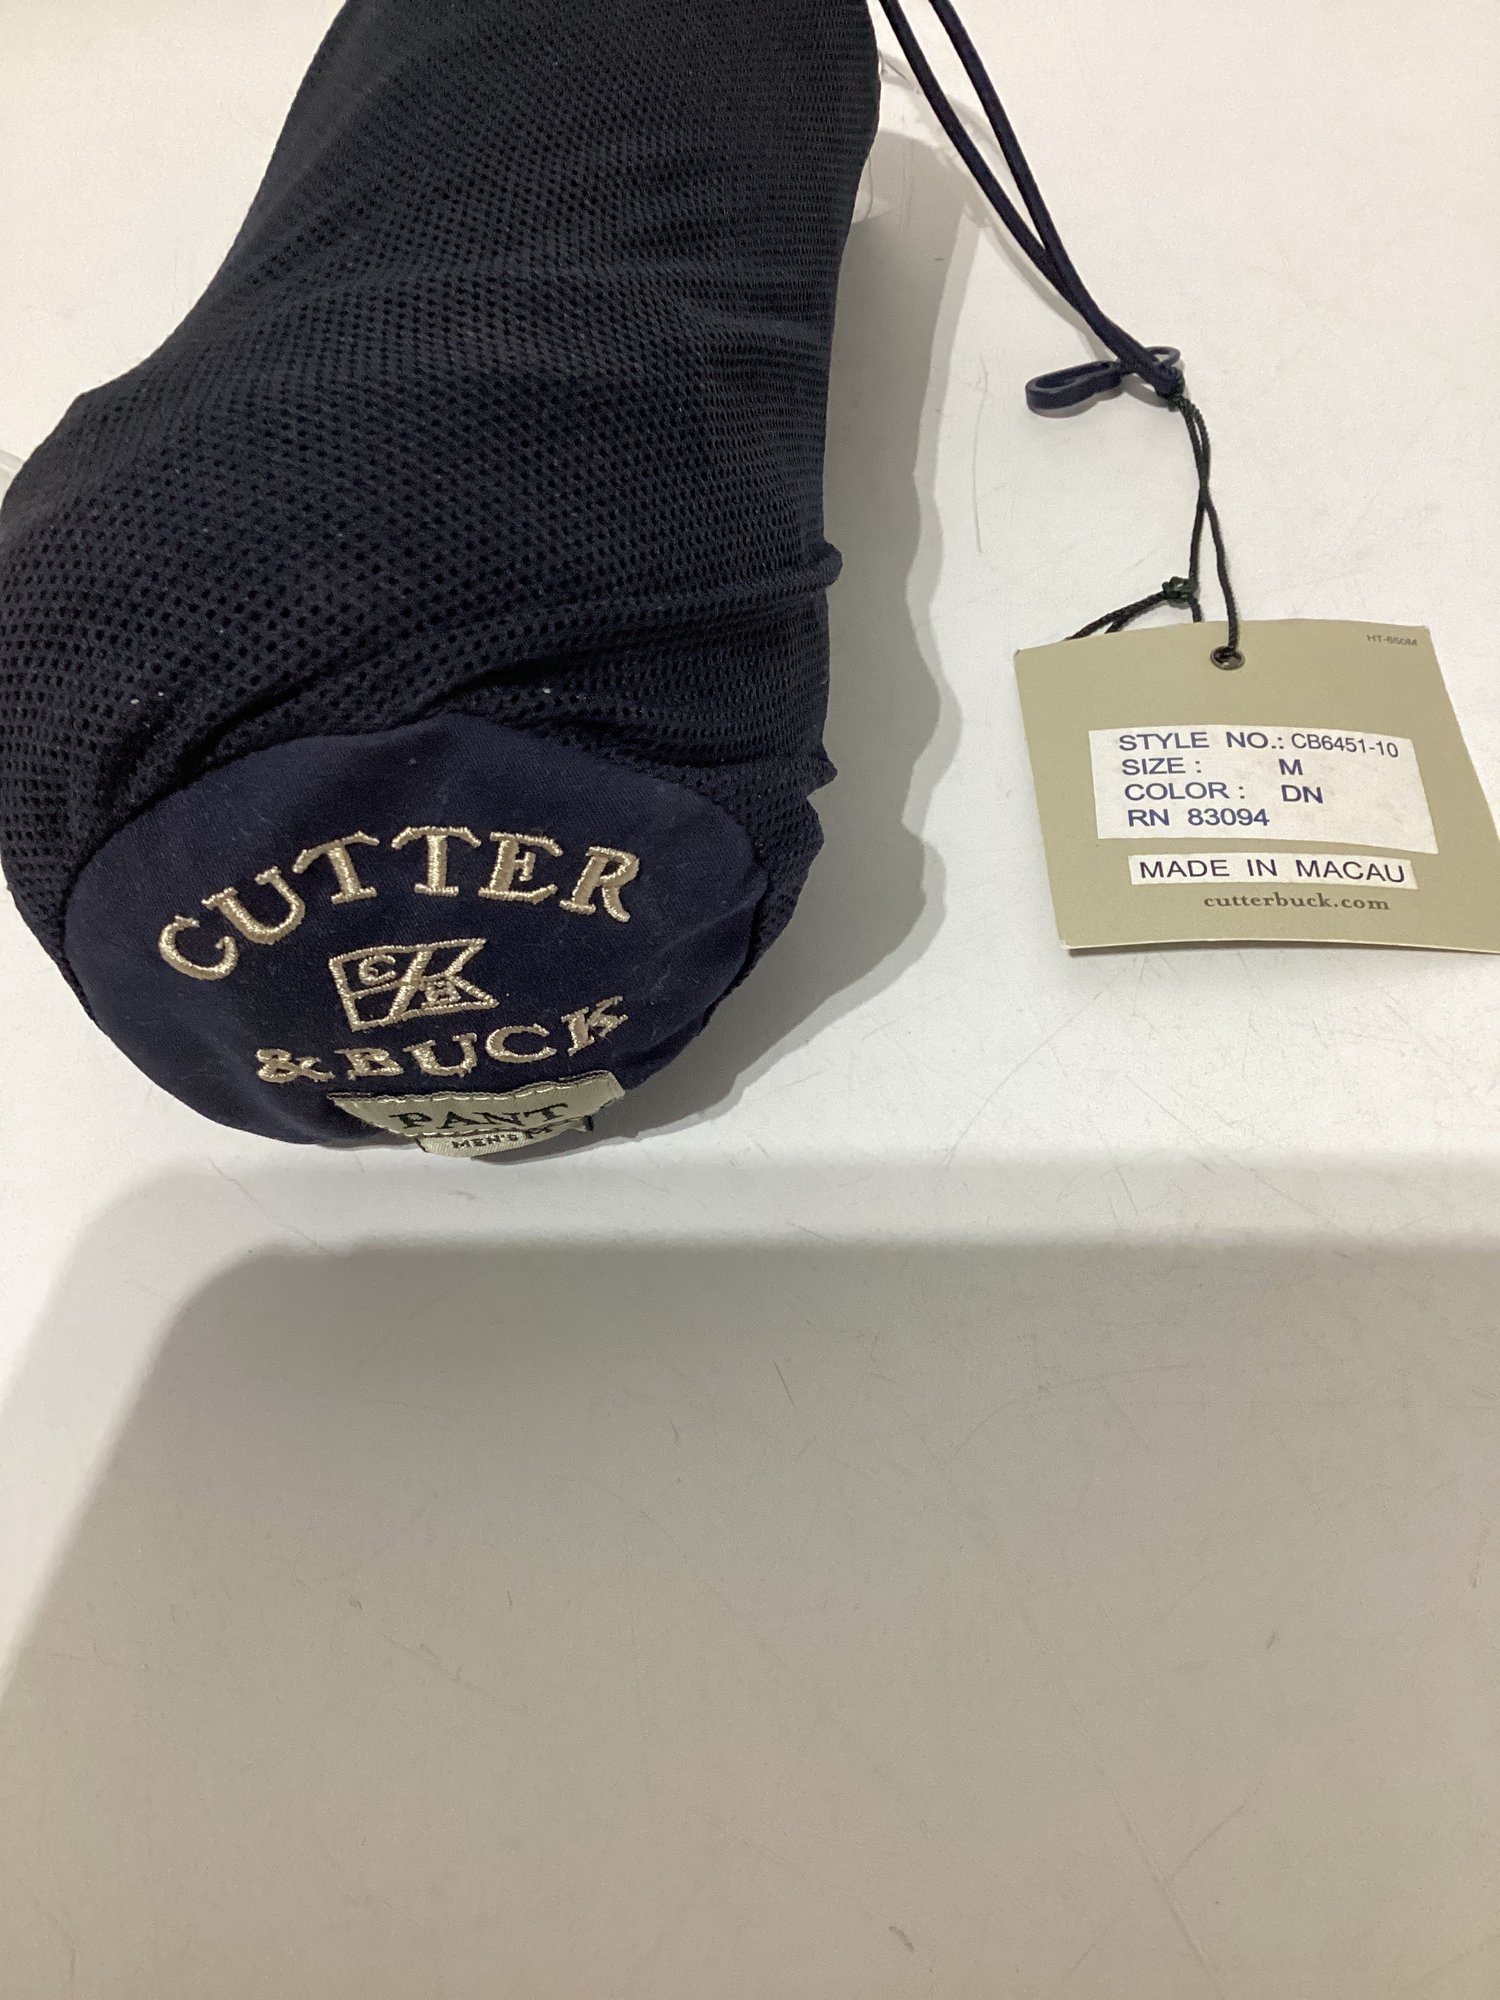 CUTTER
CB
& BUCK
PANT
MEN'S M
HT-660M
STYLE NO.: CB6451-10
SIZE : M
COLOR : DN
RN 83094
MADE IN MACAU
cutterbuck.com